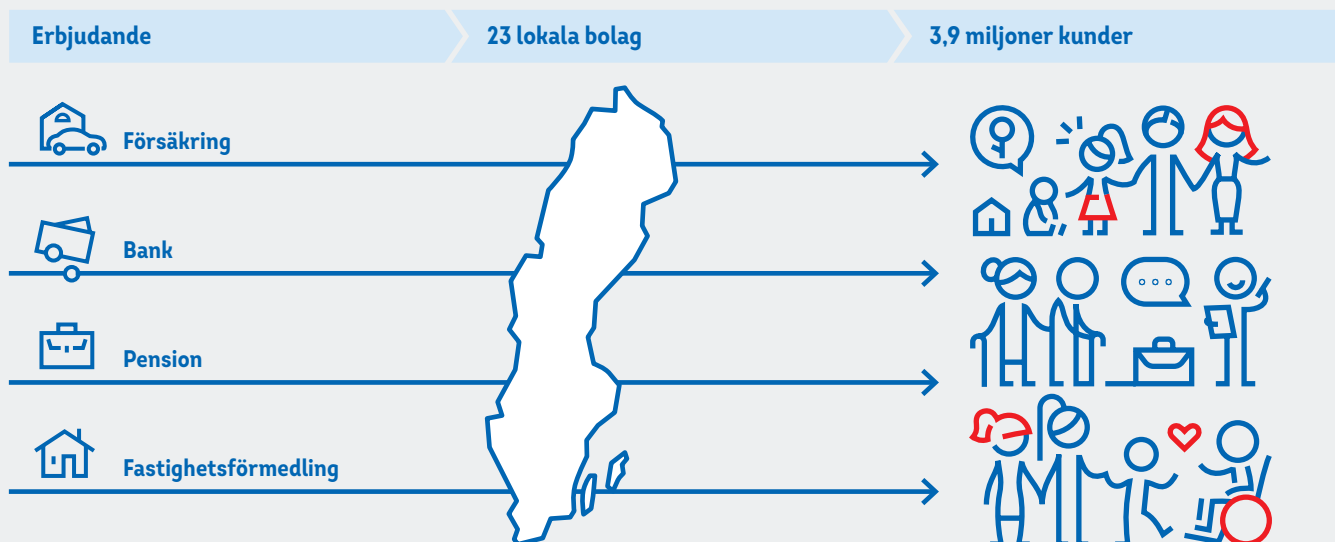 Erbjudande
23 lokala bolag
3,9 miljoner kunder
Försäkring
Bank
Pension
Fastighetsförmedling